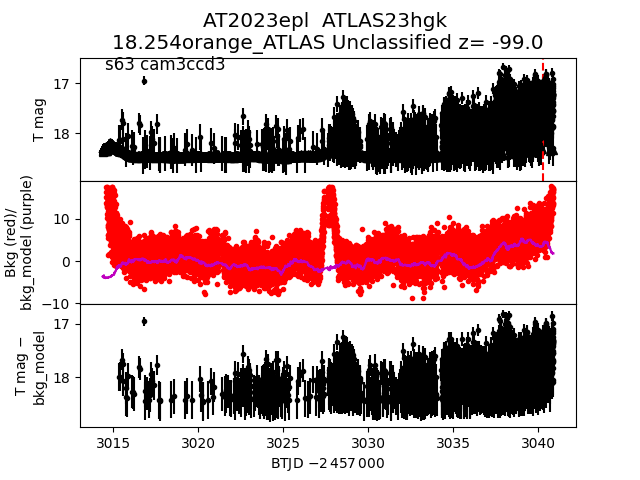 AT2023epl  ATLAS23hgk
18.254orange_ATLAS Unclassified z= -99.0
s63 cam3ccd3
T mag
17
18
Bkg (red)/
bkg_model (purple)
10
0
−10
T mag −
bkg_model
17
18
3015 3020 3025 3030 3035 3040
BTJD −2 457 000